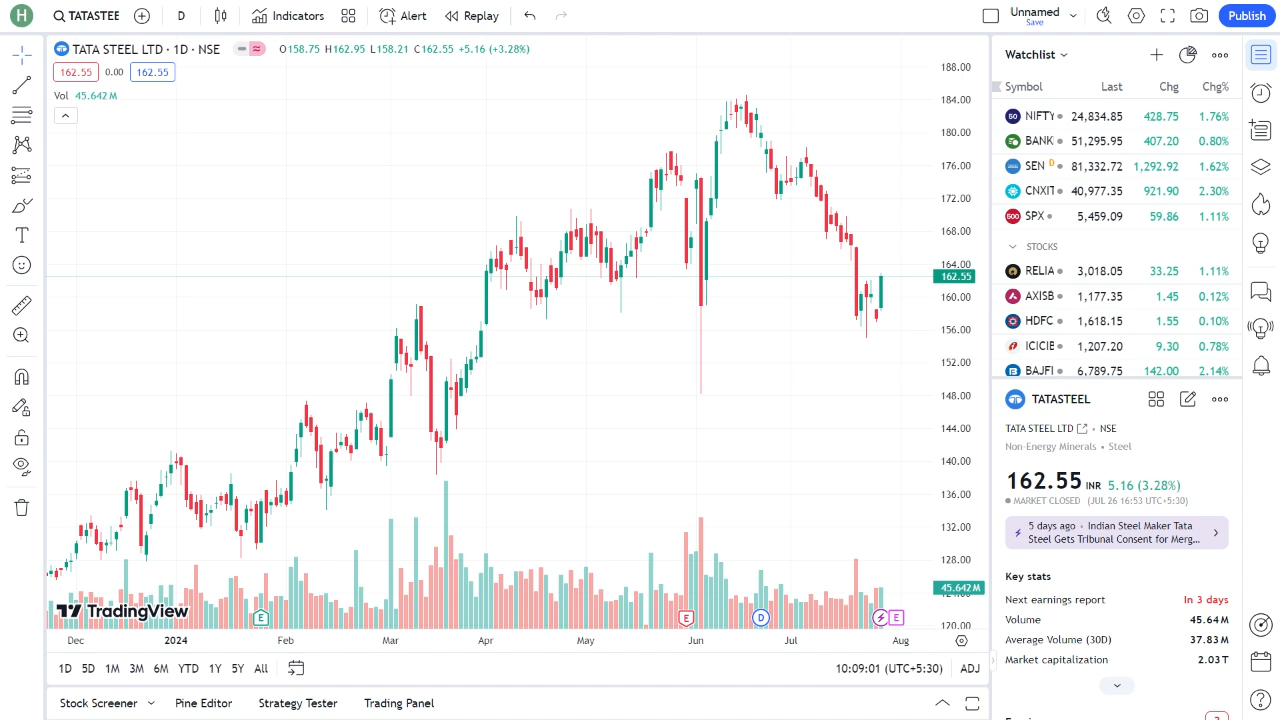 H TATASTEE D Indicators Alert Replay Unnamed Save Publish
TATA STEEL LTD · 1D · NSE O158.75 H162.95 L158.21 C162.55 +5.16 (+3.28%)
162.55 0.00 162.55
Vol 45.642M
188.00
184.00
180.00
176.00
172.00
168.00
164.00
162.55
160.00
156.00
152.00
148.00
144.00
140.00
136.00
132.00
128.00
45.642M
120.00
TradingView
E E D E
Dec 2024 Feb Mar Apr May Jun Jul Aug
1D 5D 1M 3M 6M YTD 1Y 5Y All 10:09:01 (UTC+5:30) ADJ
Stock Screener Pine Editor Strategy Tester Trading Panel
Watchlist
Symbol Last Chg Chg%
50 NIFTY 24,834.85 428.75 1.76%
BANK 51,295.95 407.20 0.80%
SEN D 81,332.72 1,292.92 1.62%
CNXIT 40,977.35 921.90 2.30%
500 SPX 5,459.09 59.86 1.11%
STOCKS
RELIA 3,018.05 33.25 1.11%
AXISB 1,177.35 1.45 0.12%
HDFC 1,618.15 1.55 0.10%
ICICIE 1,207.20 9.30 0.78%
BAJFI 6,789.75 142.00 2.14%
TATASTEEL
TATA STEEL LTD • NSE
Non-Energy Minerals • Steel
162.55 INR 5.16 (3.28%)
MARKET CLOSED (JUL 26 16:53 UTC+5:30)
5 days ago • Indian Steel Maker Tata
Steel Gets Tribunal Consent for Merg...
Key stats
Next earnings report In 3 days
Volume 45.64M
Average Volume (30D) 37.83M
Market capitalization 2.03T